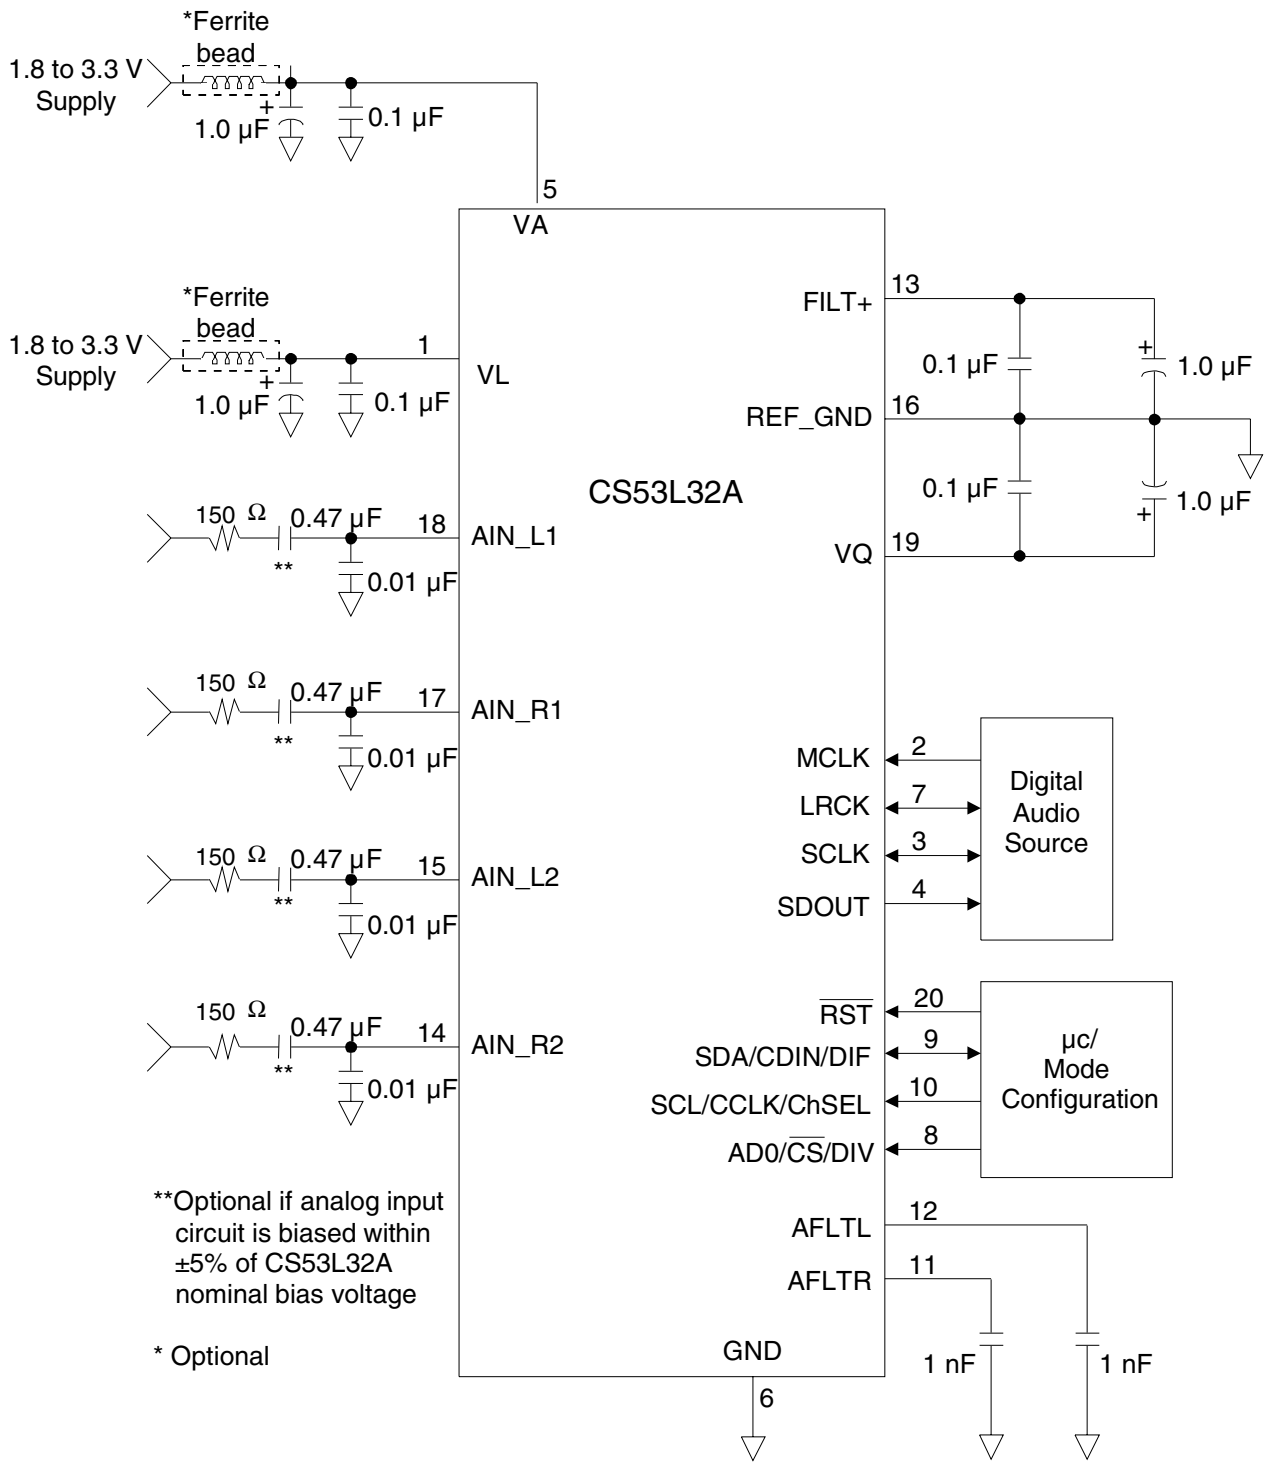 *Ferrite
bead
1.8 to 3.3 V
Supply
+
1.0 µF
0.1 µF
5
VA
*Ferrite
bead
1.8 to 3.3 V
Supply
+
1.0 µF
0.1 µF
1
VL
FILT+
13
0.1 µF
+
1.0 µF
REF_GND
16
0.1 µF
+
1.0 µF
VQ
19
CS53L32A
150 Ω
0.47 µF
**
18
AIN_L1
0.01 µF
150 Ω
0.47 µF
**
17
AIN_R1
0.01 µF
150 Ω
0.47 µF
**
15
AIN_L2
0.01 µF
150 Ω
0.47 µF
**
14
AIN_R2
0.01 µF
MCLK
2
LRCK
7
SCLK
3
SDOUT
4
Digital
Audio
Source
RST
20
SDA/CDIN/DIF
9
SCL/CCLK/ChSEL
10
AD0/CS/DIV
8
µc/
Mode
Configuration
AFLTL
12
AFLTR
11
1 nF
1 nF
GND
6
**Optional if analog input
circuit is biased within
±5% of CS53L32A
nominal bias voltage
* Optional